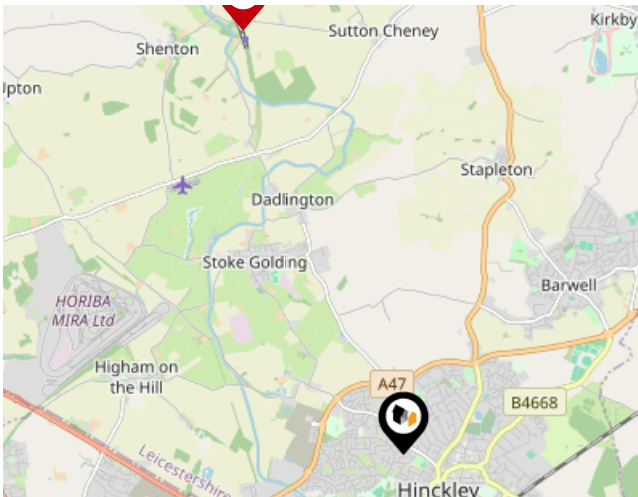 Kirkby
Sutton Cheney
Shenton
Upton
Stapleton
Dadlington
Stoke Golding
Barwell
HORIBA
MIRA Ltd
Higham on
the Hill
A47
B4668
Leicestershire
Hinckley